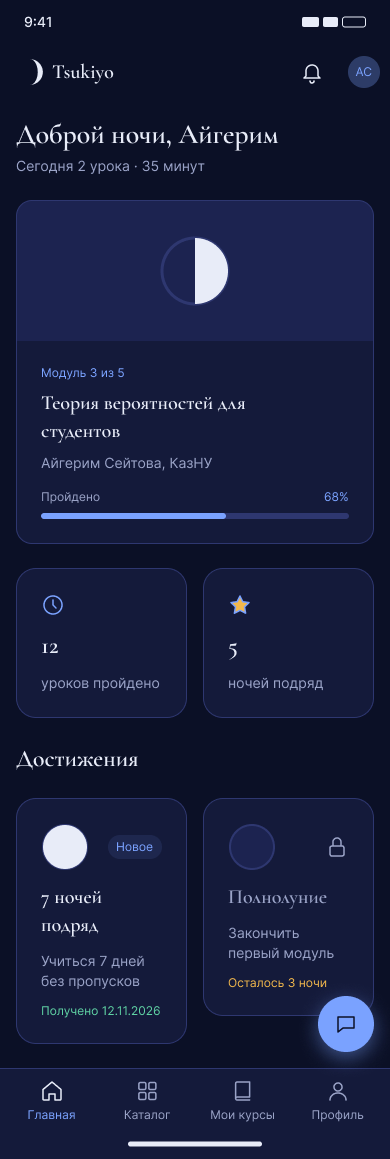 9:41
Tsukiyo
АС
Доброй ночи, Айгерим
Сегодня 2 урока · 35 минут
Модуль 3 из 5
Теория вероятностей для
студентов
Айгерим Сейтова, КазНУ
Пройдено 68%
12
уроков пройдено
5
ночей подряд
Достижения
Новое
7 ночей
подряд
Учиться 7 дней
без пропусков
Получено 12.11.2026
Полнолуние
Закончить
первый модуль
Осталось 3 ночи
Главная
Каталог
Мои курсы
Профиль